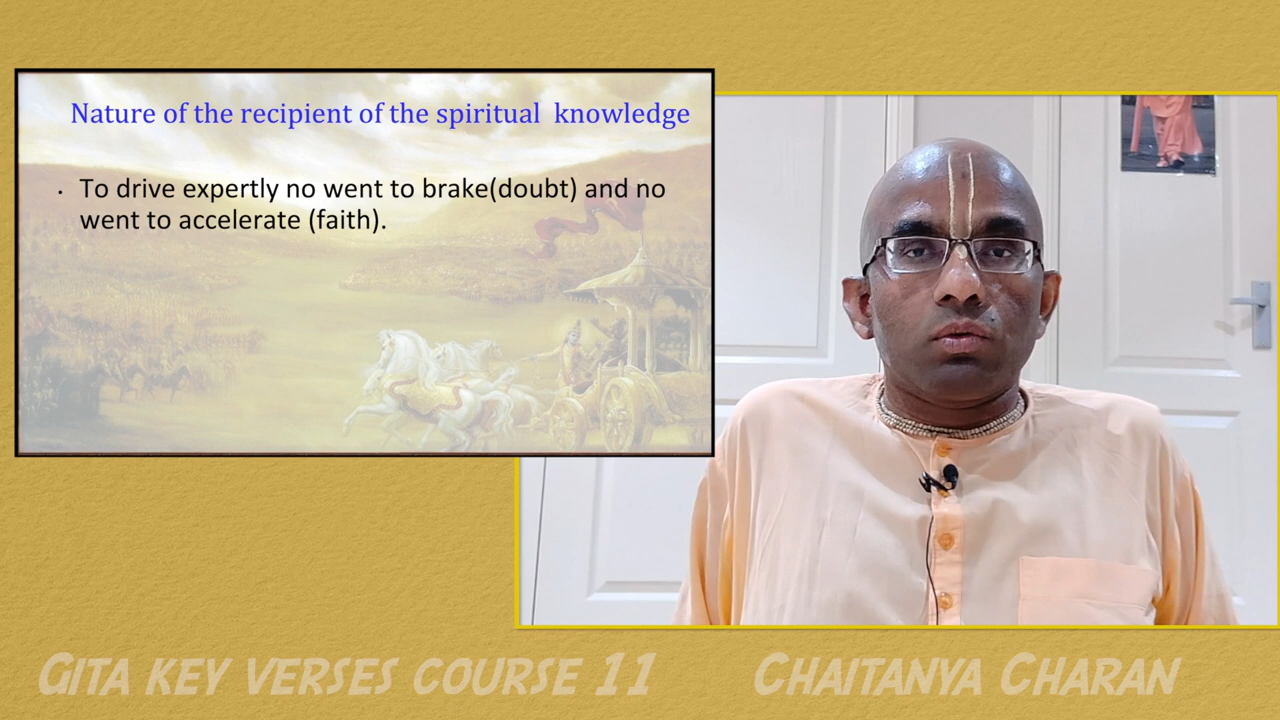 Nature of the recipient of the spiritual knowledge
· To drive expertly no went to brake(doubt) and no
went to accelerate (faith).
GITA KEY VERSES COURSE 11
CHAITANYA CHARAN